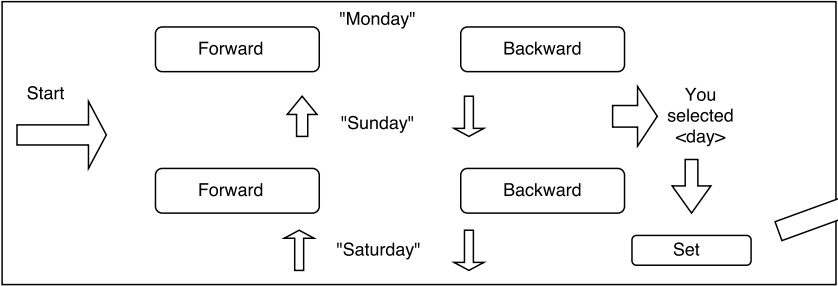 "Monday"
Forward
Backward
Start
"Sunday"
You
selected
<day>
Forward
Backward
"Saturday"
Set